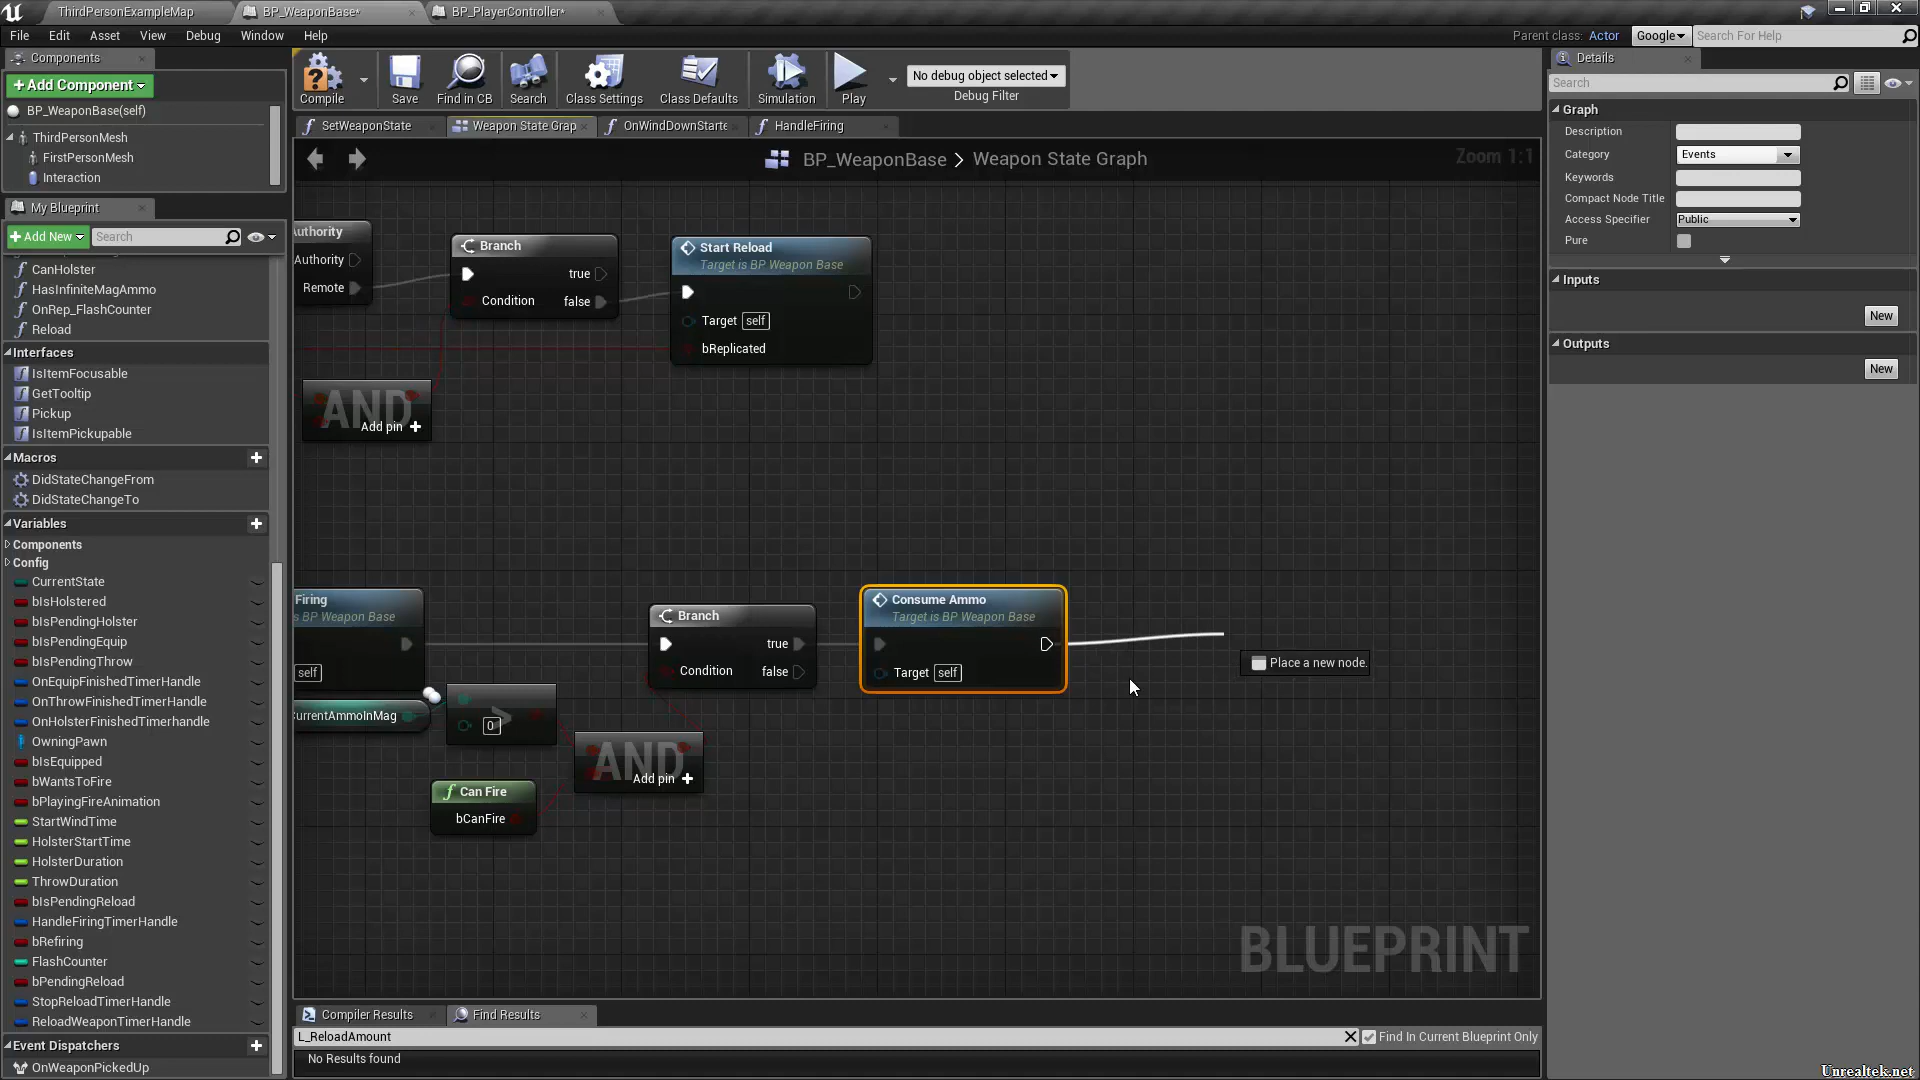 ThirdPersonExampleMap
BP_WeaponBase*
BP_PlayerController*
File Edit Asset View Debug Window Help
Parent class: Actor
Google
Search For Help
Components
+Add Component
BP_WeaponBase(self)
ThirdPersonMesh
FirstPersonMesh
Interaction
My Blueprint
Add New
Search
CanHolster
HasInfiniteMagAmmo
OnRep_FlashCounter
Reload
Interfaces
IsItemFocusable
GetTooltip
Pickup
IsItemPickupable
Macros
DidStateChangeFrom
DidStateChangeTo
Variables
Components
Config
CurrentState
bIsHolstered
bIsPendingHolster
bIsPendingEquip
bIsPendingThrow
OnEquipFinishedTimerHandle
OnThrowFinishedTimerHandle
OnHolsterFinishedTimerhandle
OwningPawn
bIsEquipped
bWantsToFire
bPlayingFireAnimation
StartWindTime
HolsterStartTime
HolsterDuration
ThrowDuration
bIsPendingReload
HandleFiringTimerHandle
bRefiring
FlashCounter
bPendingReload
StopReloadTimerHandle
ReloadWeaponTimerHandle
Event Dispatchers
OnWeaponPickedUp
Compile
Save
Find in CB
Search
Class Settings
Class Defaults
Simulation
Play
No debug object selected
Debug Filter
SetWeaponState
Weapon State Grap
OnWindDownStarte
HandleFiring
BP_WeaponBase > Weapon State Graph
Zoom 1:1
uthority
Authority
Remote
Branch
true
Condition
false
Start Reload
Target is BP Weapon Base
Target self
bReplicated
AND
Add pin +
Firing
s BP Weapon Base
self
urrentAmmoInMag
>
0
Can Fire
bCanFire
AND
Add pin +
Branch
true
Condition
false
Consume Ammo
Target is BP Weapon Base
Target self
Place a new node.
BLUEPRINT
Compiler Results
Find Results
L_ReloadAmount
Find In Current Blueprint Only
No Results found
Details
Search
Graph
Description
Category
Events
Keywords
Compact Node Title
Access Specifier
Public
Pure
Inputs
New
Outputs
New
Unrealtek.net